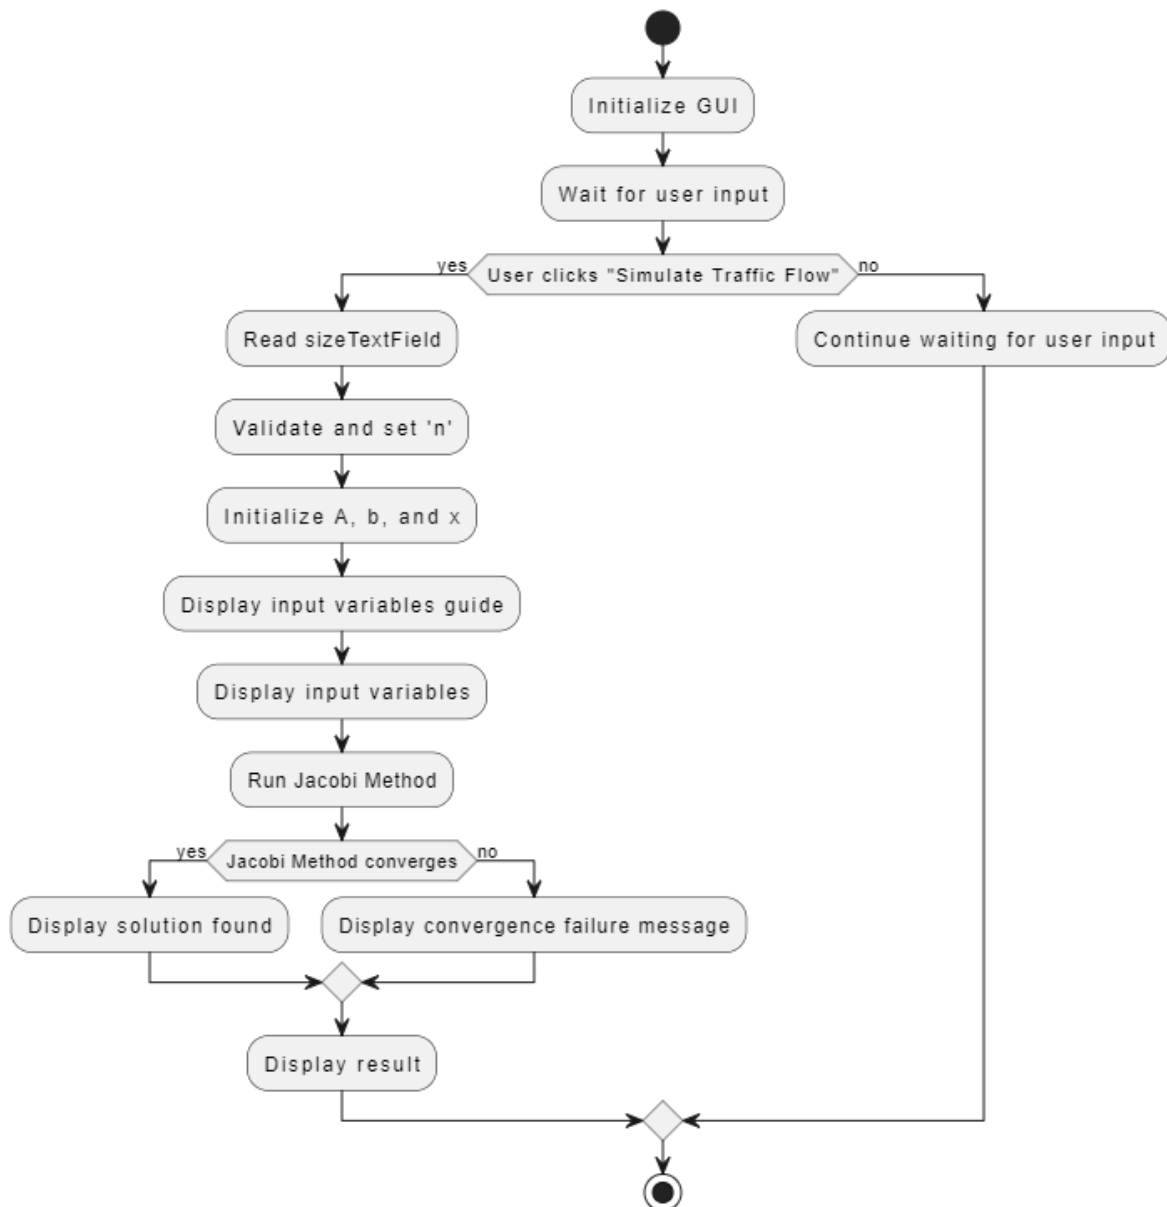 Initialize GUI
Wait for user input
yes
User clicks "Simulate Traffic Flow"
no
Read sizeTextField
Continue waiting for user input
Validate and set 'n'
Initialize A, b, and x
Display input variables guide
Display input variables
Run Jacobi Method
yes
Jacobi Method converges
no
Display solution found
Display convergence failure message
Display result